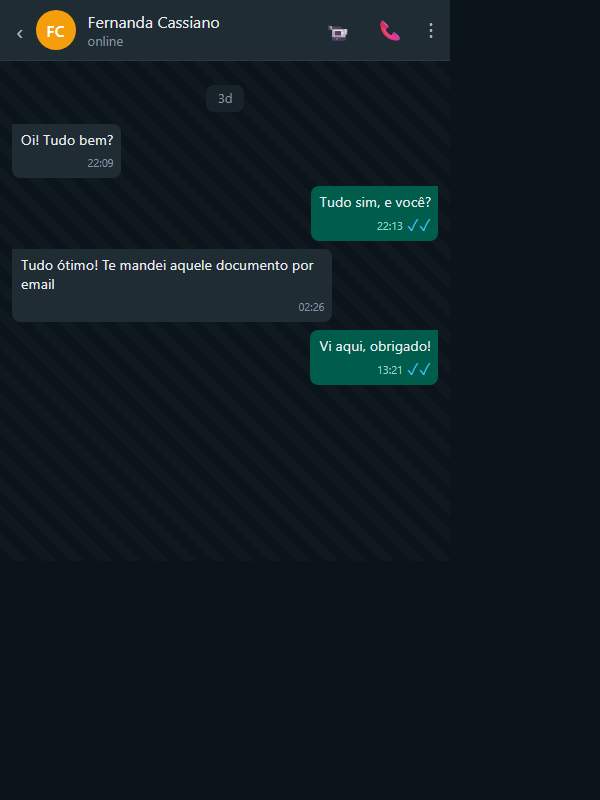 Fernanda Cassiano
FC
online
3d
Oi! Tudo bem?
22:09
Tudo sim, e você?
22:13
Tudo ótimo! Te mandei aquele documento por
email
02:26
Vi aqui, obrigado!
13:21